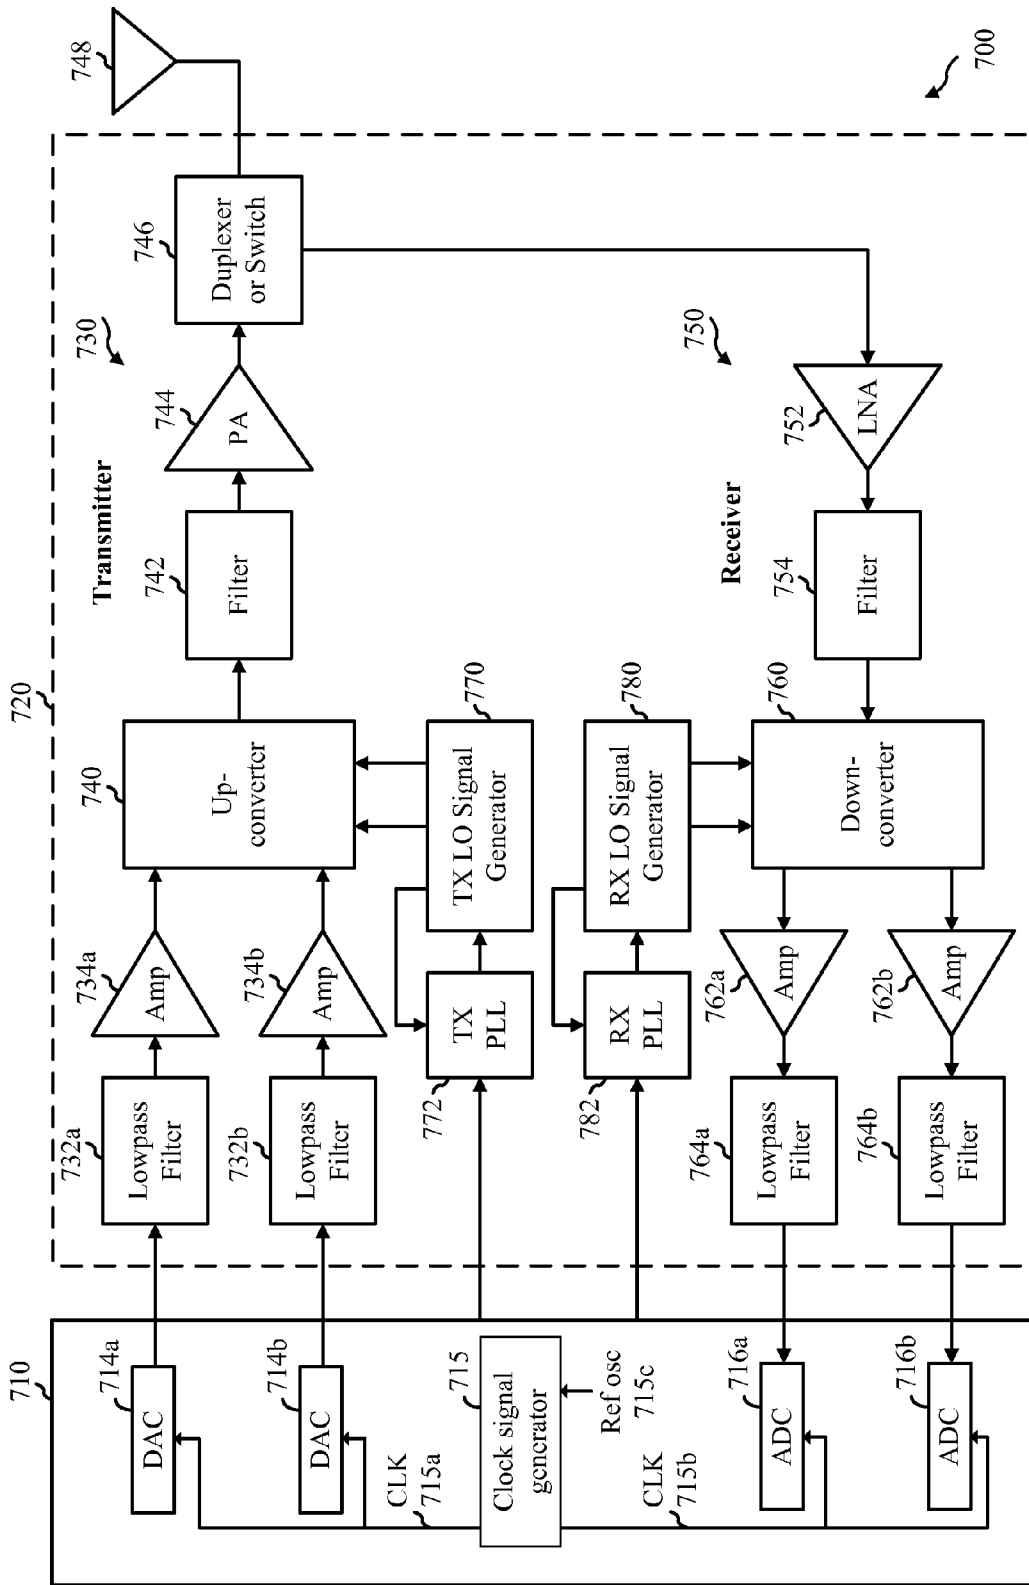 700
720
710
748
746
Duplexer
or Switch
730
Transmitter
744
PA
742
Filter
740
Up-
converter
734a
Amp
734b
Amp
732a
Lowpass
Filter
732b
Lowpass
Filter
714a
DAC
714b
DAC
770
TX LO Signal
Generator
TX
PLL
772
780
RX LO Signal
Generator
RX
PLL
782
715
Clock signal
generator
CLK
715a
Ref osc
715c
CLK
715b
750
Receiver
752
LNA
754
Filter
760
Down-
converter
762a
Amp
762b
Amp
764a
Lowpass
Filter
764b
Lowpass
Filter
716a
ADC
716b
ADC